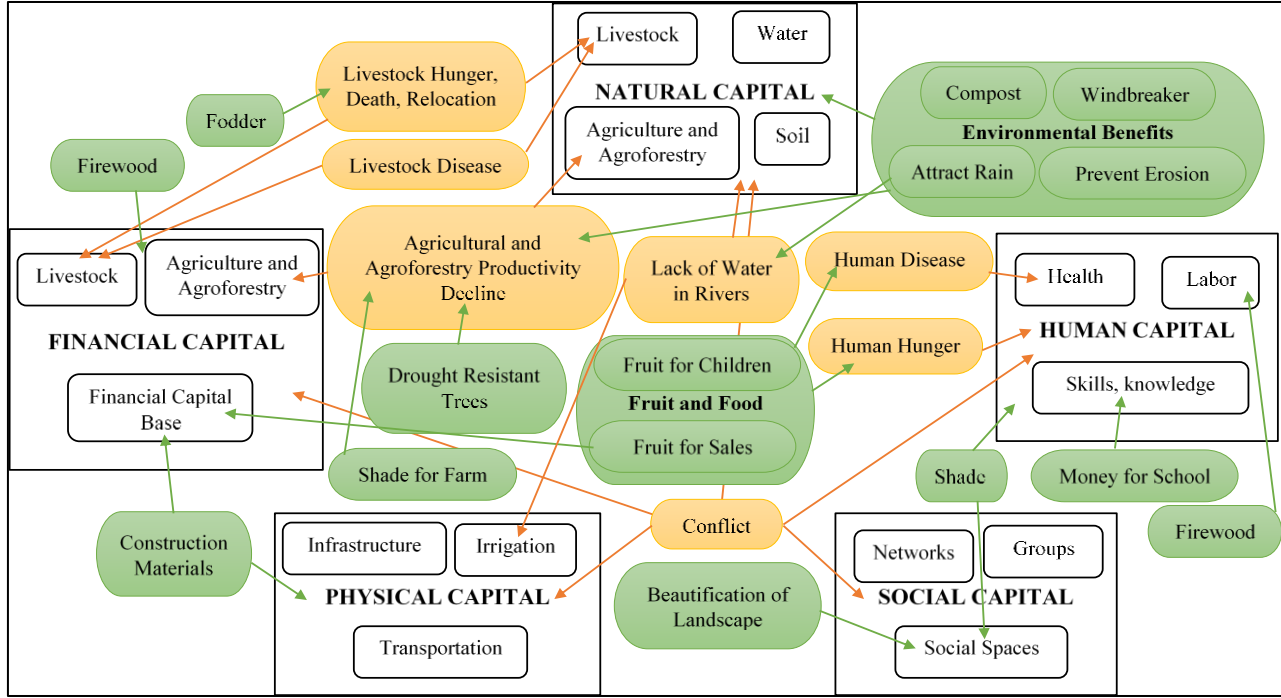 Livestock
Water
NATURAL CAPITAL
Agriculture and
Agroforestry
Soil
Livestock Hunger,
Death, Relocation
Fodder
Livestock Disease
Firewood
Compost
Windbreaker
Environmental Benefits
Attract Rain
Prevent Erosion
Livestock
Agriculture and
Agroforestry
FINANCIAL CAPITAL
Financial Capital
Base
Agricultural and
Agroforestry Productivity
Decline
Lack of Water
in Rivers
Human Disease
Human Hunger
Health
Labor
HUMAN CAPITAL
Skills, knowledge
Drought Resistant
Trees
Fruit for Children
Fruit and Food
Fruit for Sales
Shade for Farm
Shade
Money for School
Firewood
Construction
Materials
Infrastructure
Irrigation
PHYSICAL CAPITAL
Transportation
Conflict
Beautification of
Landscape
Networks
Groups
SOCIAL CAPITAL
Social Spaces